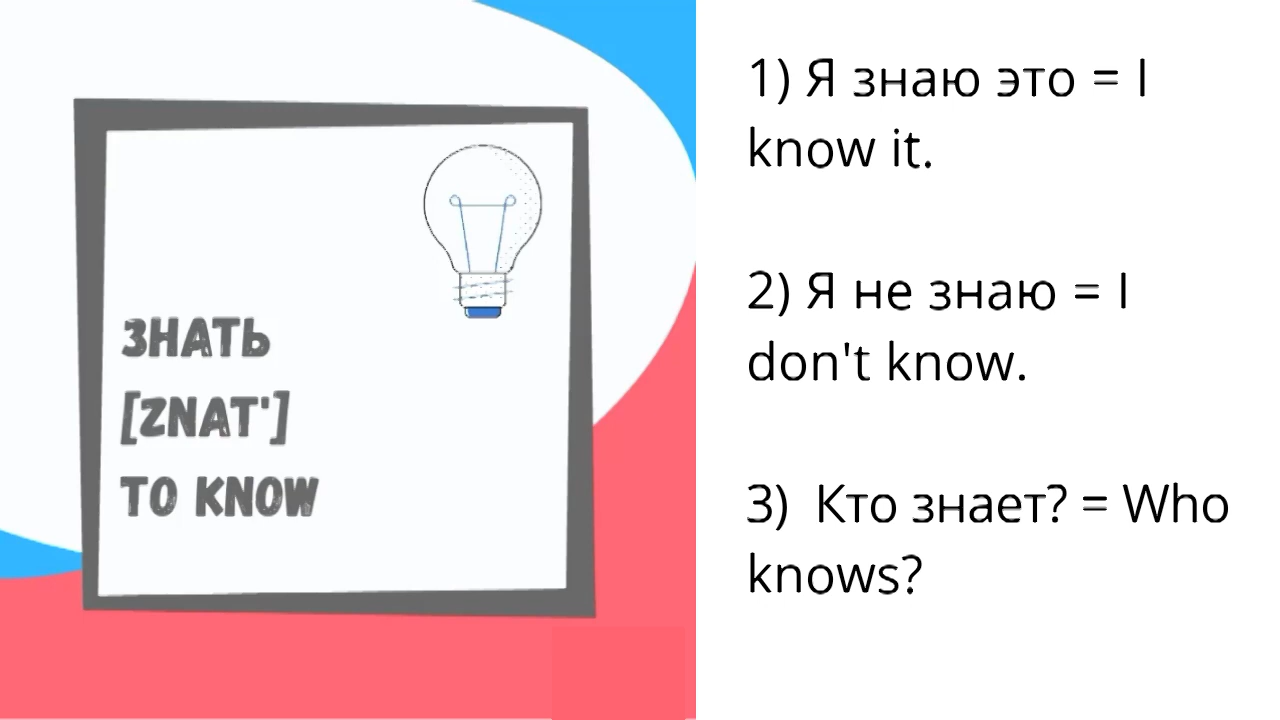 ЗНАТЬ
[ZNAT']
TO KNOW
1) Я знаю это = I
know it.
2) Я не знаю = I
don't know.
3) Кто знает? = Who
knows?